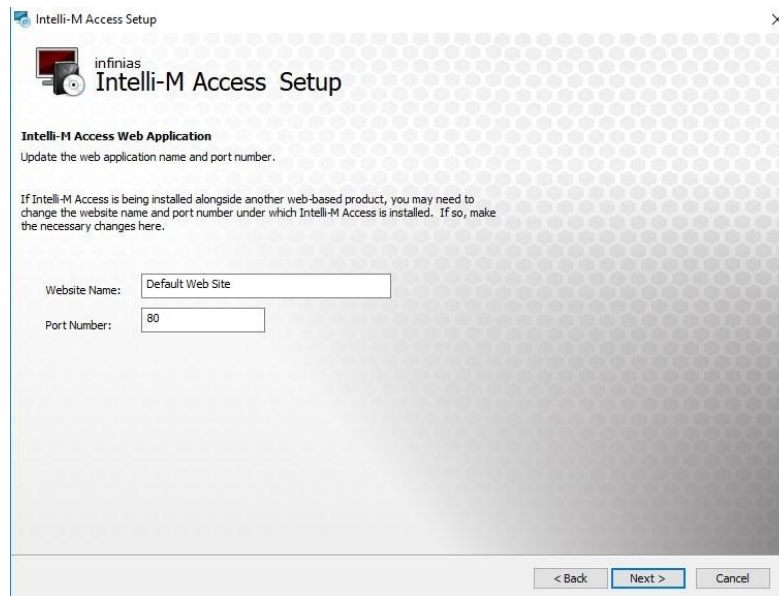 Intelli-M Access Setup
infinias
Intelli-M Access Setup
Intelli-M Access Web Application
Update the web application name and port number.
If Intelli-M Access is being installed alongside another web-based product, you may need to
change the website name and port number under which Intelli-M Access is installed. If so, make
the necessary changes here.
Website Name: Default Web Site
Port Number: 80
< Back Next > Cancel